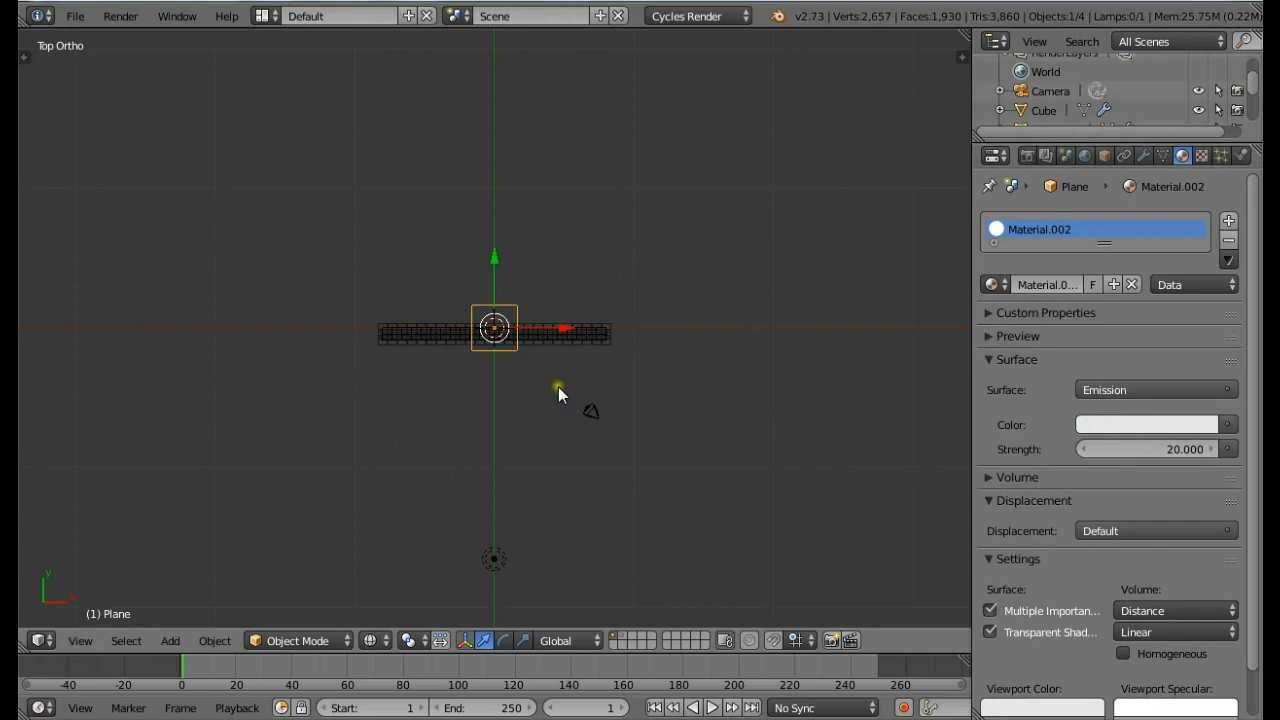 File Render Window Help Default Scene Cycles Render v2.73 | Verts:2,657 | Faces:1,930 | Tris:3,860 | Objects:1/4 | Lamps:0/1 | Mem:25.75M (0.22M)
Top Ortho
View Search All Scenes
RenderLayers
World
Camera
Cube
Plane Material.002
Material.002
Material.0... F Data
Custom Properties
Preview
Surface
Surface: Emission
Color:
Strength: 20.000
Volume
Displacement
Displacement: Default
Settings
Surface: Volume:
Multiple Importan... Distance
Transparent Shad... Linear
Homogeneous
Viewport Color: Viewport Specular:
y
(1) Plane
View Select Add Object Object Mode Global
-40 -20 0 20 40 60 80 100 120 140 160 180 200 220 240 260
View Marker Frame Playback Start: 1 End: 250 1 No Sync